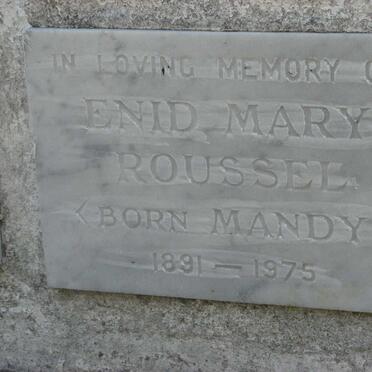 IN LOVING MEMORY O
ENID MARY
ROUSSEL
(BORN MANDY
1891 — 1975